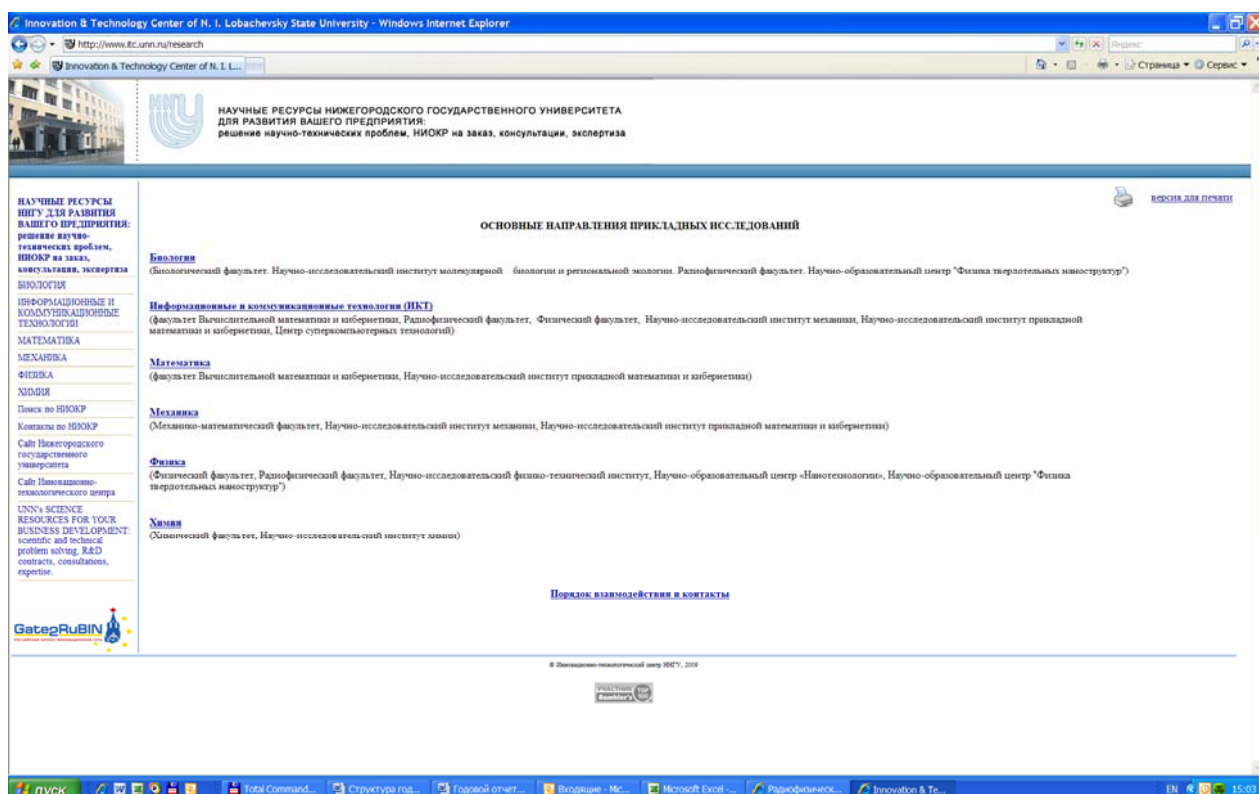 Innovation & Technology Center of N. I. Lobachevsky State University - Windows Internet Explorer
http://www.itc.unn.ru/research
Яндекс
Innovation & Technology Center of N. I. L...
Страница
Сервис
ННГУ
НАУЧНЫЕ РЕСУРСЫ НИЖЕГОРОДСКОГО ГОСУДАРСТВЕННОГО УНИВЕРСИТЕТА
ДЛЯ РАЗВИТИЯ ВАШЕГО ПРЕДПРИЯТИЯ:
решение научно-технических проблем, НИОКР на заказ, консультации, экспертиза
НАУЧНЫЕ РЕСУРСЫ
ННГУ ДЛЯ РАЗВИТИЯ
ВАШЕГО ПРЕДПРИЯТИЯ:
решение научно-
технических проблем,
НИОКР на заказ,
консультации, экспертиза
БИОЛОГИЯ
ИНФОРМАЦИОННЫЕ И
КОММУНИКАЦИОННЫЕ
ТЕХНОЛОГИИ
МАТЕМАТИКА
МЕХАНИКА
ФИЗИКА
ХИМИЯ
Поиск по НИОКР
Контакты по НИОКР
Сайт Нижегородского
государственного
университета
Сайт Инновационно-
технологического центра
UNN's SCIENCE
RESOURCES FOR YOUR
BUSINESS DEVELOPMENT:
scientific and technical
problem solving, R&D
contracts, consultations,
expertise.
Gate2RuBIN
версия для печати
ОСНОВНЫЕ НАПРАВЛЕНИЯ ПРИКЛАДНЫХ ИССЛЕДОВАНИЙ
Биология
(Биологический факультет. Научно-исследовательский институт молекулярной биологии и региональной экологии. Радиофизический факультет. Научно-образовательный центр "Физика твердотельных наноструктур")
Информационные и коммуникационные технологии (ИКТ)
(факультет Вычислительной математики и кибернетики, Радиофизический факультет, Физический факультет, Научно-исследовательский институт механики, Научно-исследовательский институт прикладной
математики и кибернетики, Центр суперкомпьютерных технологий)
Математика
(факультет Вычислительной математики и кибернетики, Научно-исследовательский институт прикладной математики и кибернетики)
Механика
(Механико-математический факультет, Научно-исследовательский институт механики, Научно-исследовательский институт прикладной математики и кибернетики)
Физика
(Физический факультет, Радиофизический факультет, Научно-исследовательский физико-технический институт, Научно-образовательный центр «Нанотехнологии», Научно-образовательный центр "Физика
твердотельных наноструктур")
Химия
(Химический факультет, Научно-исследовательский институт химии)
Порядок взаимодействия и контакты
© Инновационно-технологический центр ННГУ, 2009
УЧАСТНИК
Rambler's
TOP
100
пуск
Total Command...
Структура год...
Годовой отчет...
Входящие - Mic...
Microsoft Excel - ...
Радиофизическ...
Innovation & Te...
EN
15:03